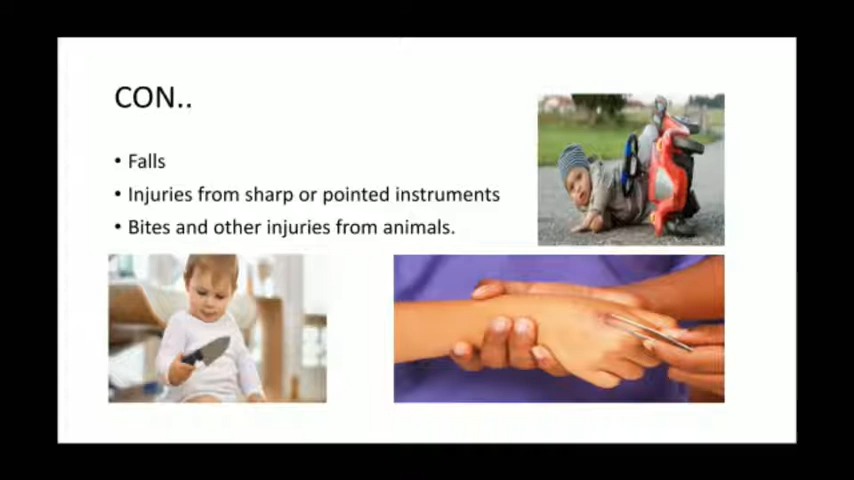 CON..
• Falls
• Injuries from sharp or pointed instruments
• Bites and other injuries from animals.